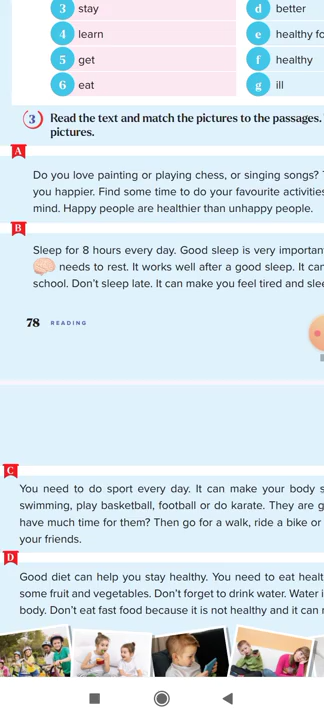 3 stay
d better
4 learn
e healthy fo
5 get
f healthy
6 eat
g ill
3 Read the text and match the pictures to the passages.
pictures.
A
Do you love painting or playing chess, or singing songs?
you happier. Find some time to do your favourite activities
mind. Happy people are healthier than unhappy people.
B
Sleep for 8 hours every day. Good sleep is very important
needs to rest. It works well after a good sleep. It can
school. Don't sleep late. It can make you feel tired and slee
78 READING
C
You need to do sport every day. It can make your body s
swimming, play basketball, football or do karate. They are g
have much time for them? Then go for a walk, ride a bike or
your friends.
D
Good diet can help you stay healthy. You need to eat healt
some fruit and vegetables. Don't forget to drink water. Water i
body. Don't eat fast food because it is not healthy and it can